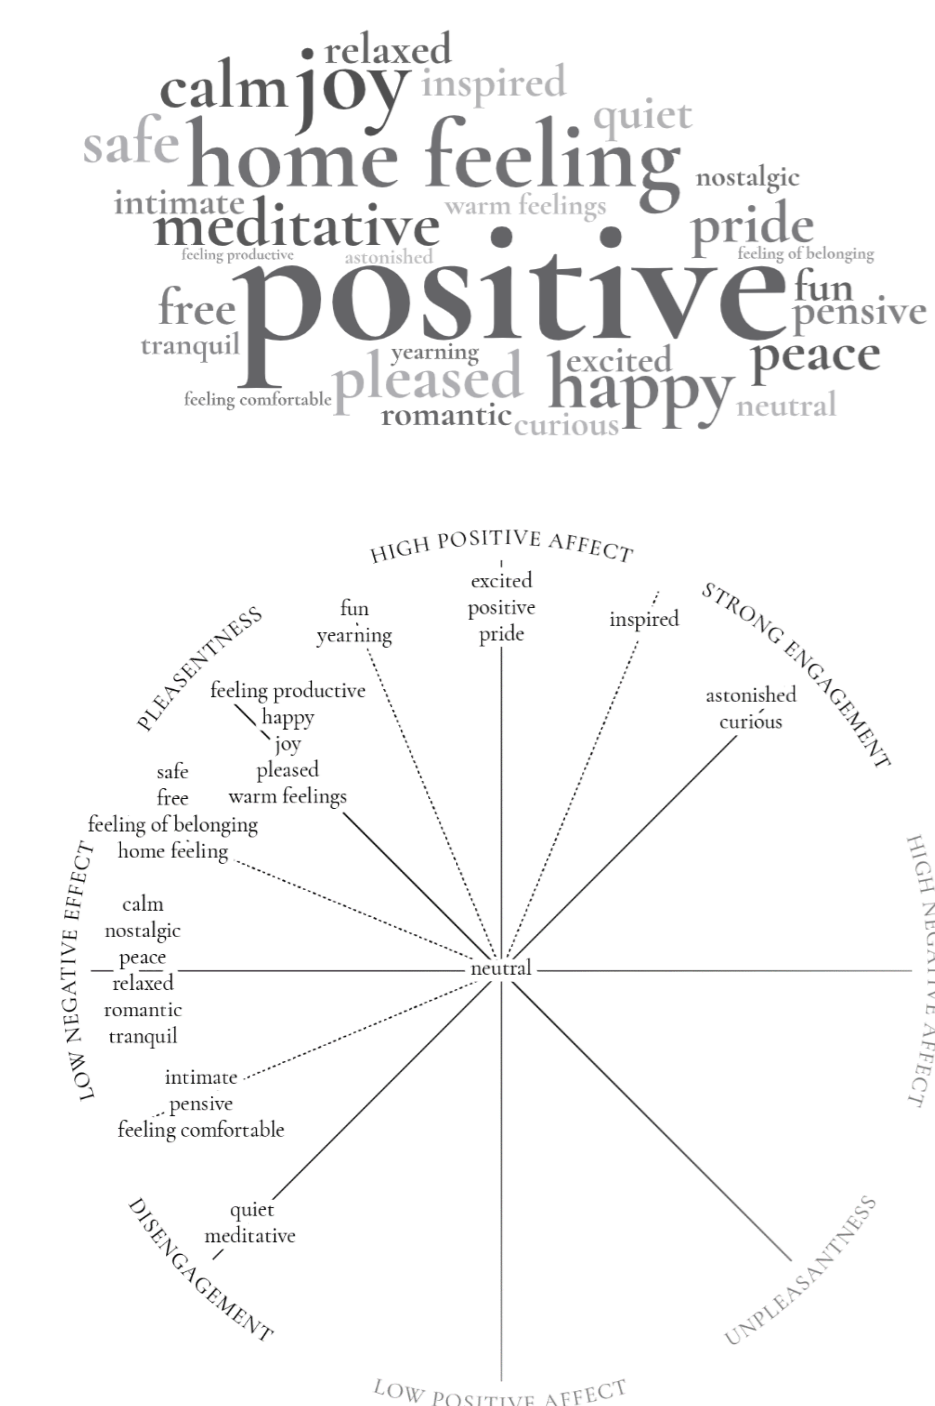 relaxed
calm joy inspired
quiet
safe home feeling
nostalgic
intimate warm feelings
meditative pride
feeling productive astonished feeling of belonging
positive
free fun
pensive
tranquil yearning excited peace
pleased happy
feeling comfortable romantic curious neutral
HIGH POSITIVE AFFECT
excited
positive
pride
fun
yearning
inspired
STRONG ENGAGEMENT
PLEASENTNESS
feeling productive
happy
joy
pleased
warm feelings
astonished
curious
safe
free
feeling of belonging
home feeling
LOW NEGATIVE EFFECT
HIGH NEGATIVE AFFECT
calm
nostalgic
peace
relaxed
romantic
tranquil
neutral
intimate
pensive
feeling comfortable
quiet
meditative
DISENGAGEMENT
UNPLEASANTNESS
LOW POSITIVE AFFECT